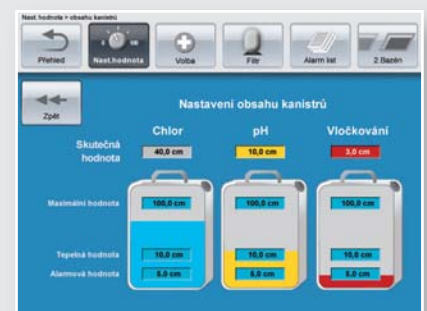 Nast. hodnota > obsahu kanistrů
Přehled
Nast.hodnota
Volba
Filtr
Alarm list
2.Bazén
Zpět
Nastavení obsahu kanistrů
Chlor pH Vločkování
Skutečná hodnota
40,0 cm 10,0 cm 3,0 cm
Maximální hodnota 100,0 cm 100,0 cm 100,0 cm
Tepelná hodnota 10,0 cm 10,0 cm 10,0 cm
Alarmová hodnota 5,0 cm 5,0 cm 5,0 cm